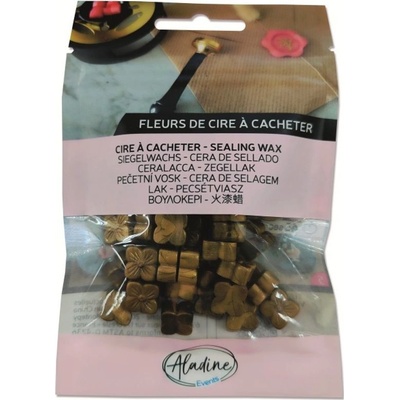 FLEURS DE CIRE À CACHETER
CIRE À CACHETER - SEALING WAX
SIEGELWACHS - CERA DE SELLADO
CERALACCA - ZEGELLAK
PEČETNÍ VOSK - CERA DE SELAGEM
LAK - PECSÉTVIASZ
ΒΟΥΛΟΚΕΡΙ - 火漆蜡
Aladine
Events